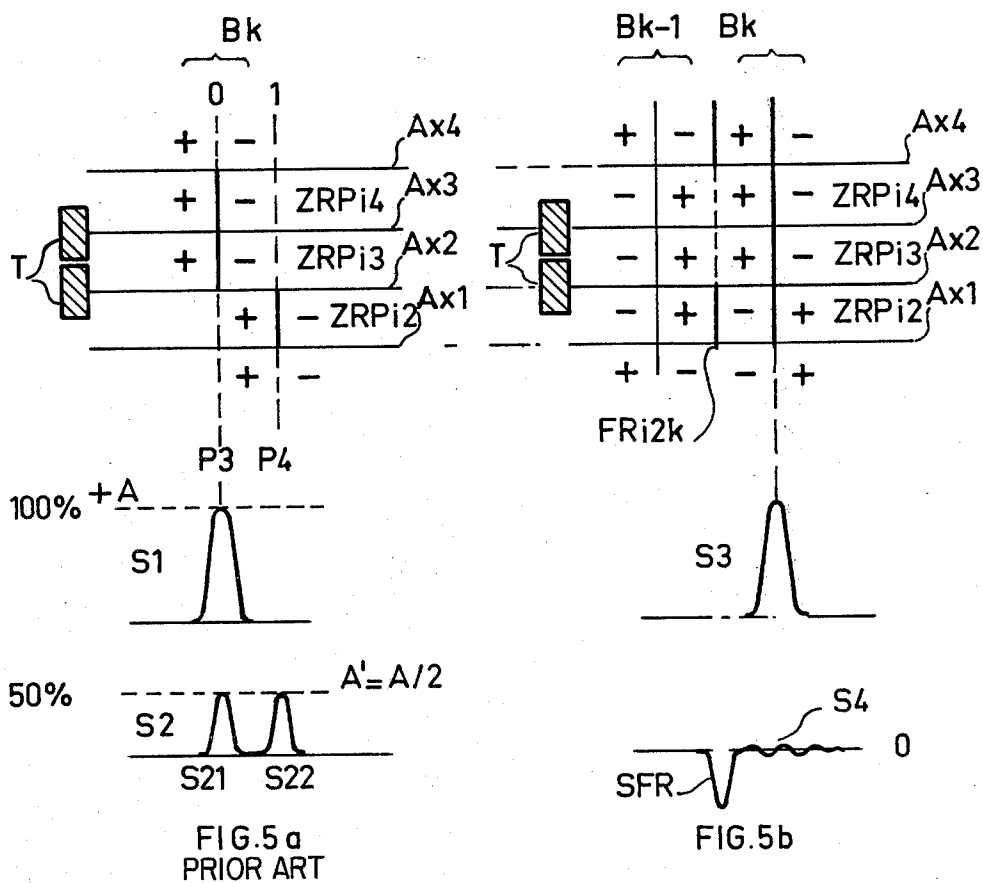 Bk
0 1
+ - Ax4
+ - ZRPi4 Ax3
+ - ZRPi3 Ax2
T
+ - ZRPi2 Ax1
+ -
P3 P4
100% +A
S1
50% A'=A/2
S2
S21 S22
FIG.5a
PRIOR ART
Bk-1 Bk
+ - + - Ax4
- + + - ZRPi4 Ax3
- + + - ZRPi3 Ax2
T
- + - + ZRPi2 Ax1
+ - - +
FRi2k
S3
S4
0
SFR
FIG.5b